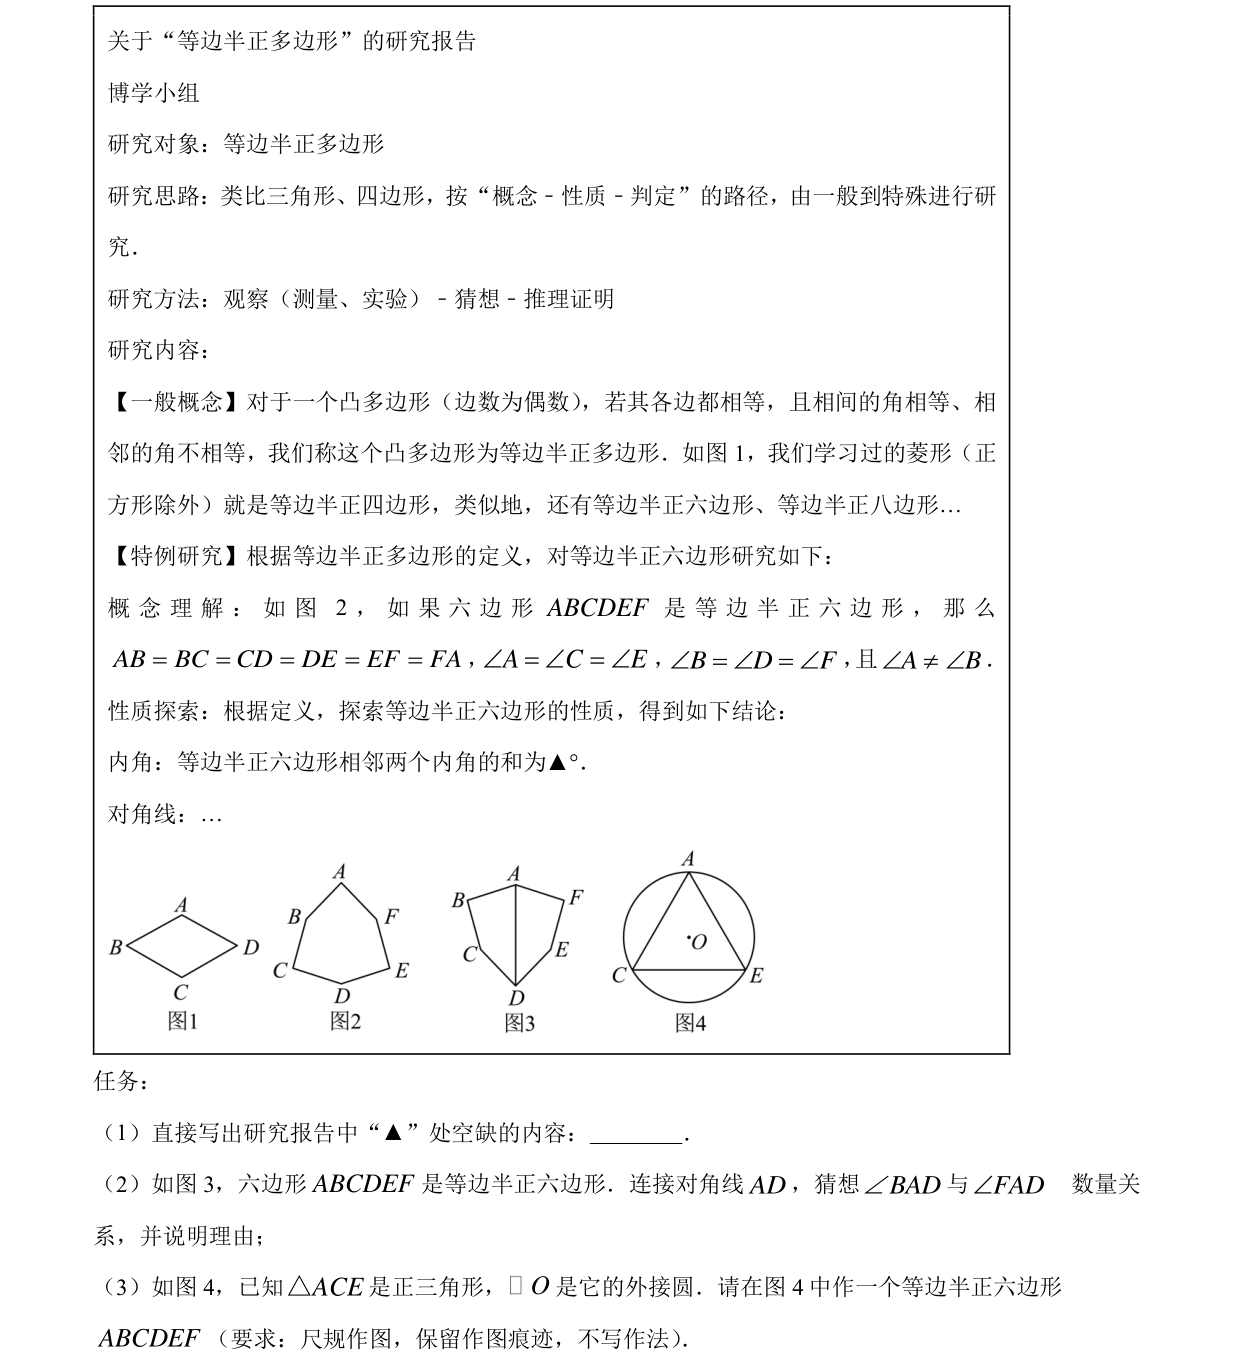 关于“等边半正多边形”的研究报告
博学小组
研究对象：等边半正多边形
研究思路：类比三角形、四边形，按“概念－性质－判定”的路径，由一般到特殊进行研
究．
研究方法：观察（测量、实验）－猜想－推理证明
研究内容：
【一般概念】对于一个凸多边形（边数为偶数），若其各边都相等，且相间的角相等、相
邻的角不相等，我们称这个凸多边形为等边半正多边形．如图 1，我们学习过的菱形（正
方形除外）就是等边半正四边形，类似地，还有等边半正六边形、等边半正八边形…
【特例研究】根据等边半正多边形的定义，对等边半正六边形研究如下：
概念理解：如图 2，如果六边形 ABCDEF 是等边半正六边形，那么
AB = BC = CD = DE = EF = FA，∠A = ∠C = ∠E，∠B = ∠D = ∠F，且∠A ≠ ∠B．
性质探索：根据定义，探索等边半正六边形的性质，得到如下结论：
内角：等边半正六边形相邻两个内角的和为▲°．
对角线：…
A
B
D
C
图1
A
B
F
C
E
D
图2
A
B
F
C
E
D
图3
A
O
C
E
图4
任务：
（1）直接写出研究报告中“▲”处空缺的内容：________．
（2）如图 3，六边形 ABCDEF 是等边半正六边形．连接对角线 AD，猜想∠BAD 与∠FAD 数量关
系，并说明理由；
（3）如图 4，已知△ACE 是正三角形，□ O 是它的外接圆．请在图 4 中作一个等边半正六边形
ABCDEF（要求：尺规作图，保留作图痕迹，不写作法）．